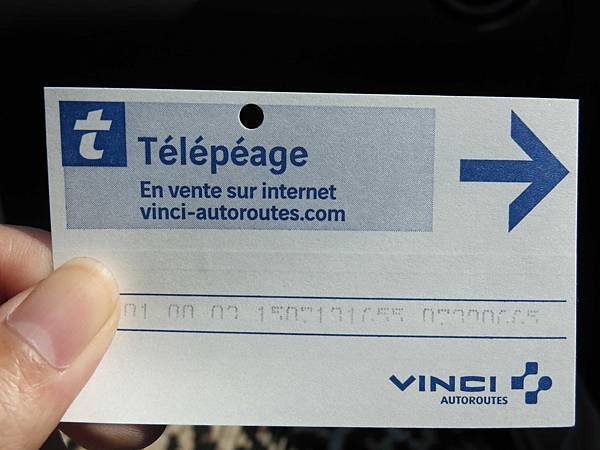 t Télépéage
En vente sur internet
vinci-autoroutes.com
VINCI
AUTOROUTES